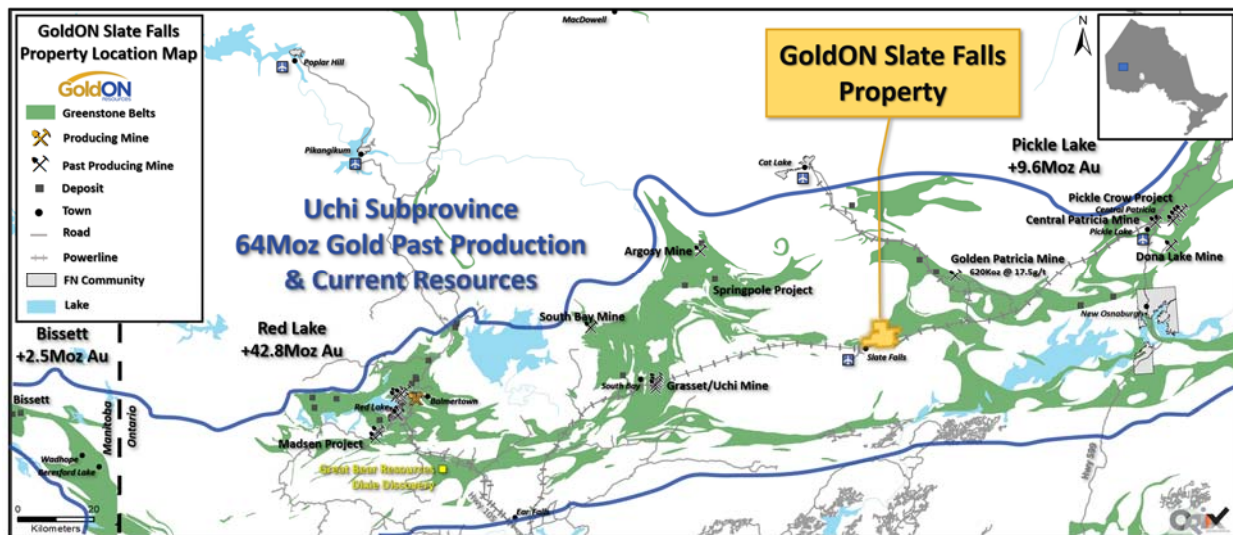 GoldON Slate Falls
Property Location Map
GoldON
RESOURCES
Greenstone Belts
Producing Mine
Past Producing Mine
Deposit
Town
Road
Powerline
FN Community
Lake
MacDowell
Poplar Hill
Pikangikum
Uchi Subprovince
64Moz Gold Past Production
& Current Resources
GoldON Slate Falls
Property
N
Cat Lake
Pickle Lake
+9.6Moz Au
Pickle Crow Project
Central Patricia
Central Patricia Mine
Pickle Lake
Dona Lake Mine
Argosy Mine
Springpole Project
Golden Patricia Mine
620Koz @ 17.5g/t
New Osnaburgh
South Bay Mine
Slate Falls
South Bay
Grasset/Uchi Mine
Bissett
+2.5Moz Au
Red Lake
+42.8Moz Au
Bissett
Manitoba
Ontario
Red Lake
Balmertown
Madsen Project
Wadhope
Beresford Lake
Great Bear Resources
Dixie Discovery
Hwy 105
Ear Falls
Hwy 599
0
20
Kilometers